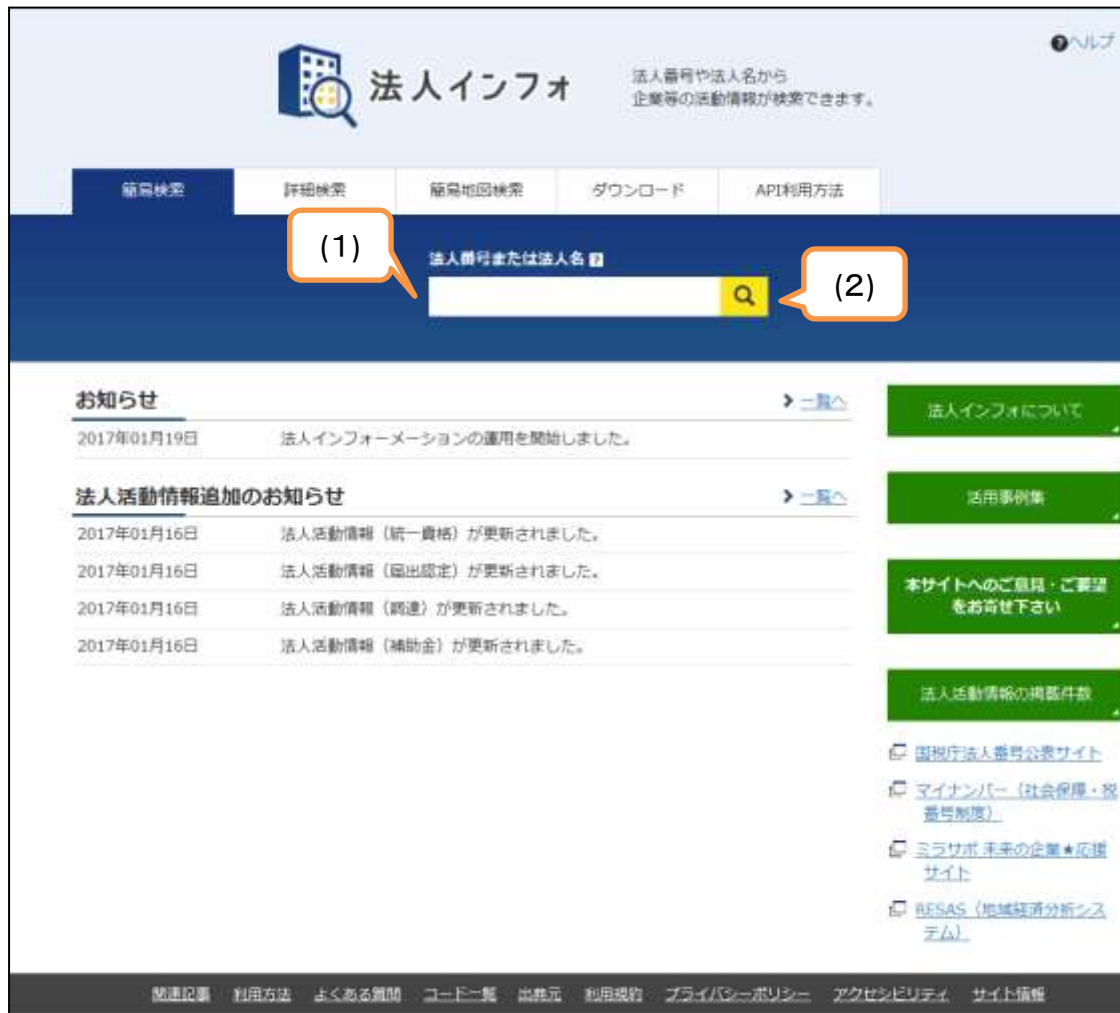 ❷ヘルプ
法人インフォ
法人番号や法人名から
企業等の活動情報が検索できます。
簡易検索 詳細検索 簡易地図検索 ダウンロード API利用方法
(1)
法人番号または法人名 ?
(2)
お知らせ 一覧へ
2017年01月19日 法人インフォーメーションの運用を開始しました。
法人活動情報追加のお知らせ 一覧へ
2017年01月16日 法人活動情報（統一資格）が更新されました。
2017年01月16日 法人活動情報（届出認定）が更新されました。
2017年01月16日 法人活動情報（調達）が更新されました。
2017年01月16日 法人活動情報（補助金）が更新されました。
法人インフォについて
活用事例集
本サイトへのご意見・ご要望
をお寄せ下さい
法人活動情報の掲載件数
国税庁法人番号公表サイト
マイナンバー（社会保障・税
番号制度）
ミラサポ 未来の企業★応援
サイト
RESAS（地域経済分析シス
テム）
関連記事 利用方法 よくある質問 コード一覧 出典元 利用規約 プライバシーポリシー アクセシビリティ サイト情報